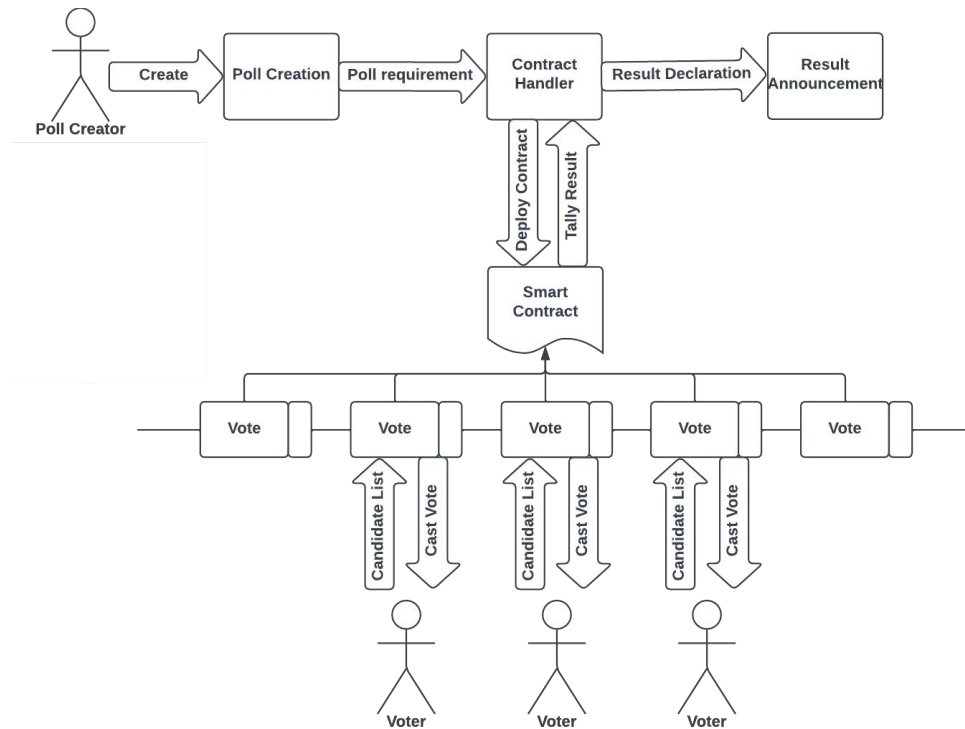 Poll Creator
Create
Poll Creation
Poll requirement
Contract
Handler
Result Declaration
Result
Announcement
Deploy Contract
Tally Result
Smart
Contract
Vote
Vote
Vote
Vote
Vote
Candidate List
Cast Vote
Candidate List
Cast Vote
Candidate List
Cast Vote
Voter
Voter
Voter